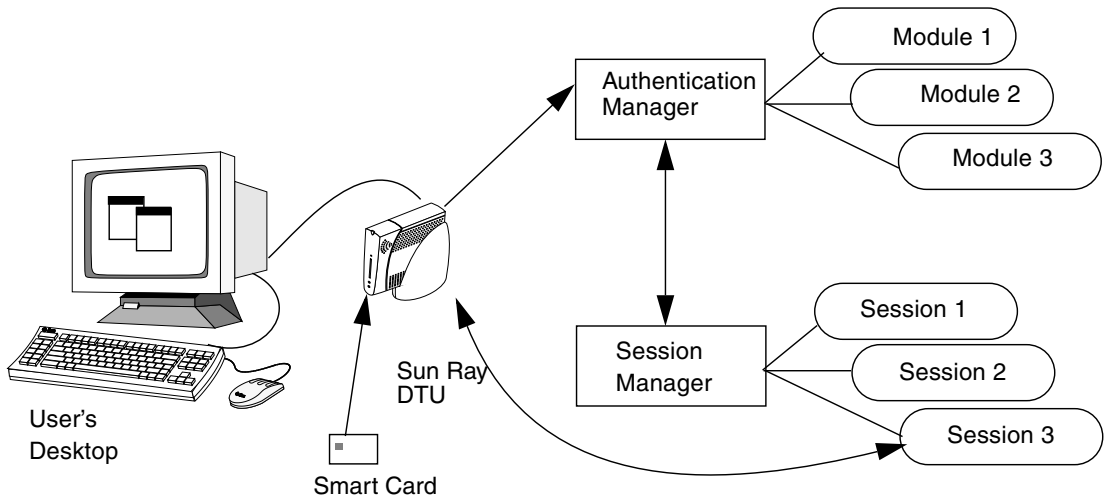 Module 1
Authentication
Manager
Module 2
Module 3
Session 1
Session
Manager
Session 2
Session 3
Sun Ray
DTU
User's
Desktop
Smart Card